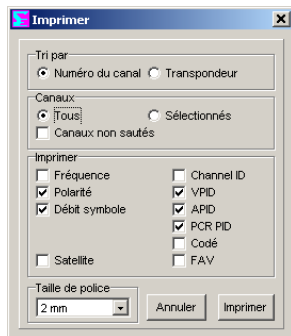 Imprimer
Tri par
Numéro du canal Transpondeur
Canaux
Tous Sélectionnés
Canaux non sautés
Imprimer
Fréquence Channel ID
Polarité VPID
Débit symbole APID
PCR PID
Codé
Satellite FAV
Taille de police
2 mm Annuler Imprimer